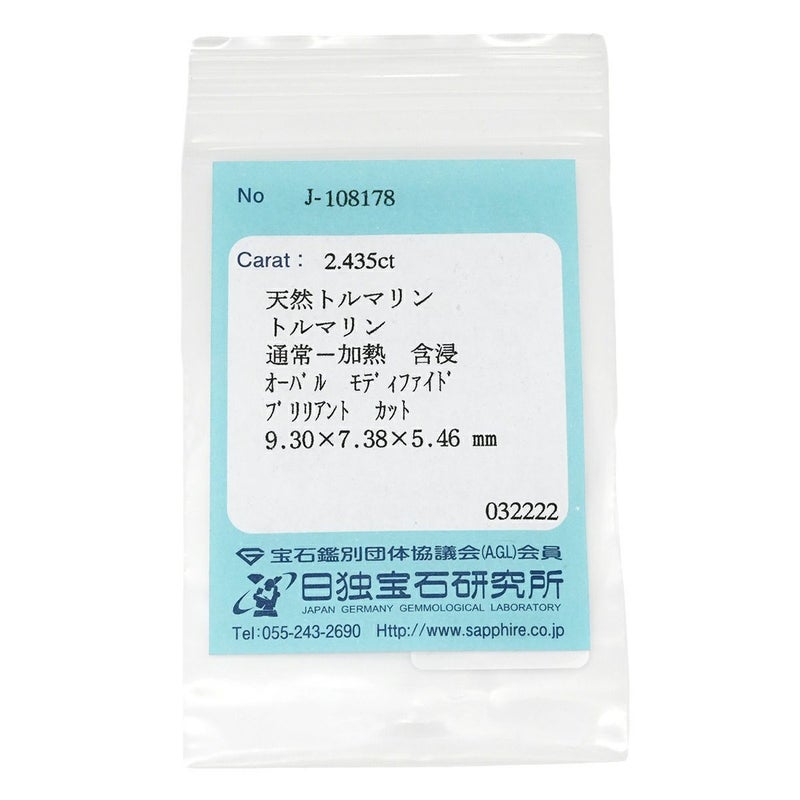 No J-108178
Carat: 2.435ct
天然トルマリン
トルマリン
通常－加熱　含浸
ｵｰﾊﾞﾙ　ﾓﾃﾞｨﾌｧｲﾄﾞ
ﾌﾞﾘﾘｱﾝﾄ　ｶｯﾄ
9.30×7.38×5.46 mm
032222
宝石鑑別団体協議会(A.G.L)会員
日独宝石研究所
JAPAN GERMANY GEMMOLOGICAL LABORATORY
Tel:055-243-2690 Http://www.sapphire.co.jp